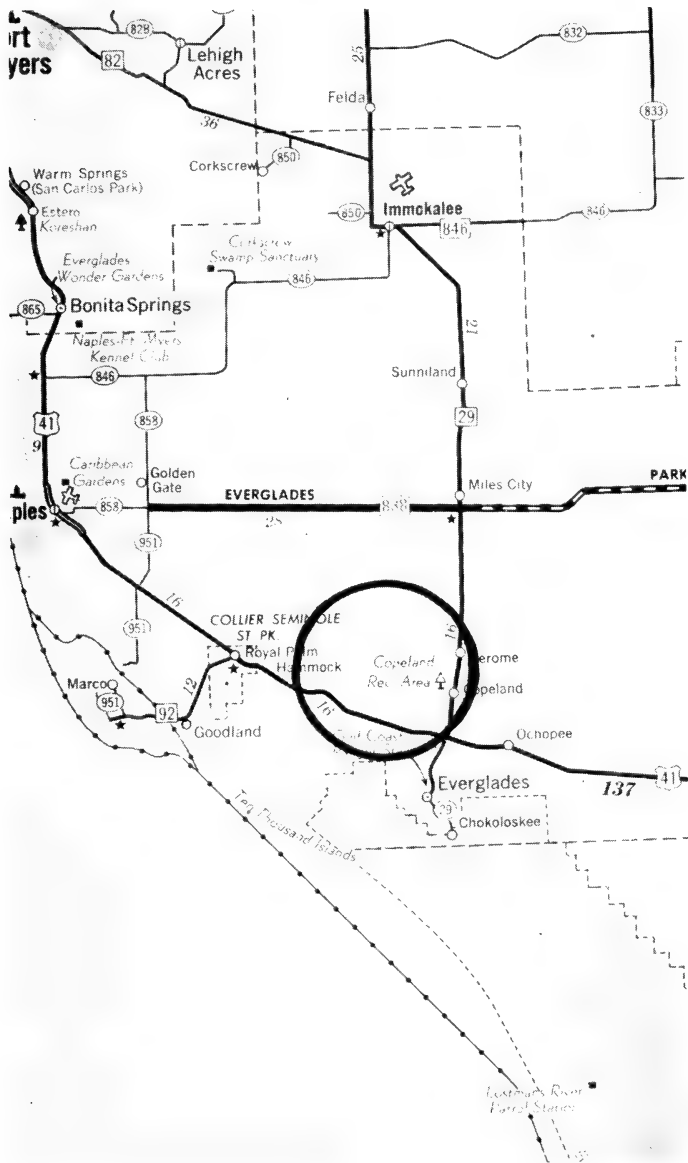 ort
yers
828
Lehigh
Acres
82
25
832
Felda
833
36
Corkscrew
850
Warm Springs
(San Carlos Park)
Estero
Koreshan
850
Immokalee
846
846
Corkscrew
Swamp Sanctuary
846
Everglades
Wonder Gardens
865
Bonita Springs
Naples-Ft. Myers
Kennel Club
846
21
Sunniland
41
858
29
9
Caribbean
Gardens
Golden
Gate
Miles City
PARK
EVERGLADES
ples
858
28
838
951
16
COLLIER SEMINOLE
ST PK.
951
16
Royal Palm
Hammock
Copeland
Rec. Area
Jerome
Copeland
Marco
951
12
92
16
Goodland
Ochopee
Everglades
41
137
29
Chokoloskee
Ten Thousand Islands
Lostman's River
Patrol Station